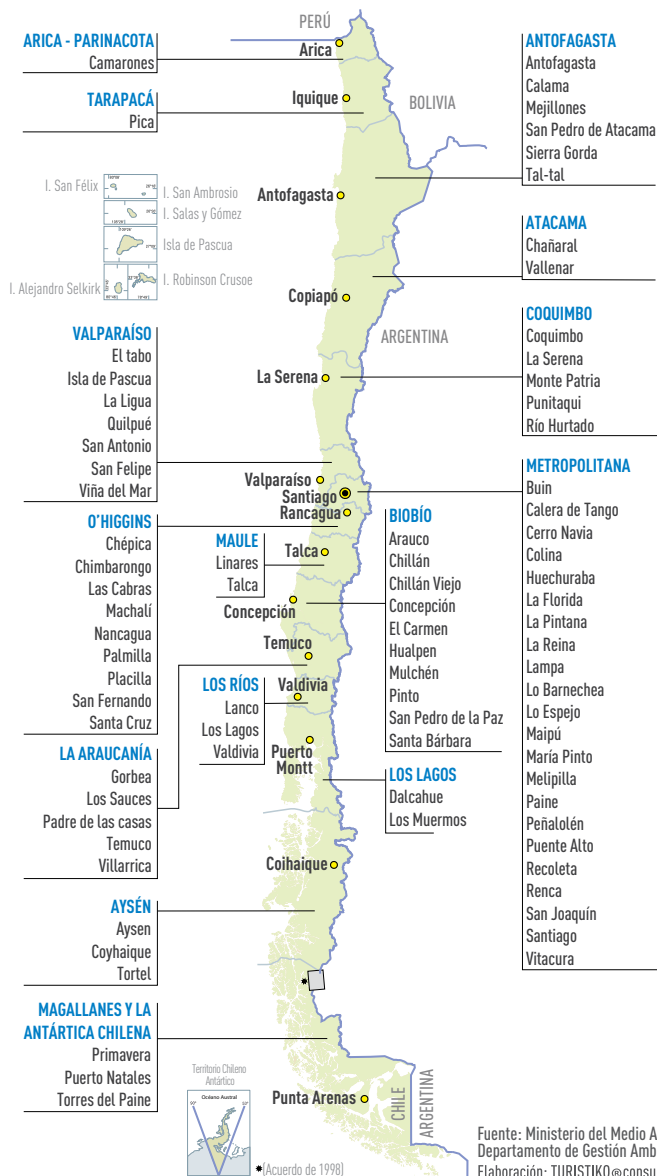 PERÚ
ARICA - PARINACOTA
Camarones
Arica
TARAPACÁ
Pica
Iquique
BOLIVIA
ANTOFAGASTA
Antofagasta
Calama
Mejillones
San Pedro de Atacama
Sierra Gorda
Tal-tal
I. San Félix
I. San Ambrosio
I. Salas y Gómez
Isla de Pascua
I. Robinson Crusoe
I. Alejandro Selkirk
Antofagasta
ATACAMA
Chañaral
Vallenar
Copiapó
ARGENTINA
COQUIMBO
Coquimbo
La Serena
Monte Patria
Punitaqui
Río Hurtado
VALPARAÍSO
El tabo
Isla de Pascua
La Ligua
Quilpué
San Antonio
San Felipe
Viña del Mar
La Serena
Valparaíso
Santiago
Rancagua
METROPOLITANA
Buin
Calera de Tango
Cerro Navia
Colina
Huechuraba
La Florida
La Pintana
La Reina
Lampa
Lo Barnechea
Lo Espejo
Maipú
María Pinto
Melipilla
Paine
Peñalolén
Puente Alto
Recoleta
Renca
San Joaquín
Santiago
Vitacura
O'HIGGINS
Chépica
Chimbarongo
Las Cabras
Machalí
Nancagua
Palmilla
Placilla
San Fernando
Santa Cruz
MAULE
Linares
Talca
Talca
Concepción
BIOBÍO
Arauco
Chillán
Chillán Viejo
Concepción
El Carmen
Hualpen
Mulchén
Pinto
San Pedro de la Paz
Santa Bárbara
Temuco
LOS RÍOS
Lanco
Los Lagos
Valdivia
Valdivia
Puerto
Montt
LA ARAUCANÍA
Gorbea
Los Sauces
Padre de las casas
Temuco
Villarrica
LOS LAGOS
Dalcahue
Los Muermos
Coihaique
AYSÉN
Aysen
Coyhaique
Tortel
MAGALLANES Y LA
ANTÁRTICA CHILENA
Primavera
Puerto Natales
Torres del Paine
Territorio Chileno
Antártico
Océano Austral
Punta Arenas
CHILE
ARGENTINA
(Acuerdo de 1998)
Fuente: Ministerio del Medio A
Departamento de Gestión Amb
Elaboración: TURISTIKO@consu